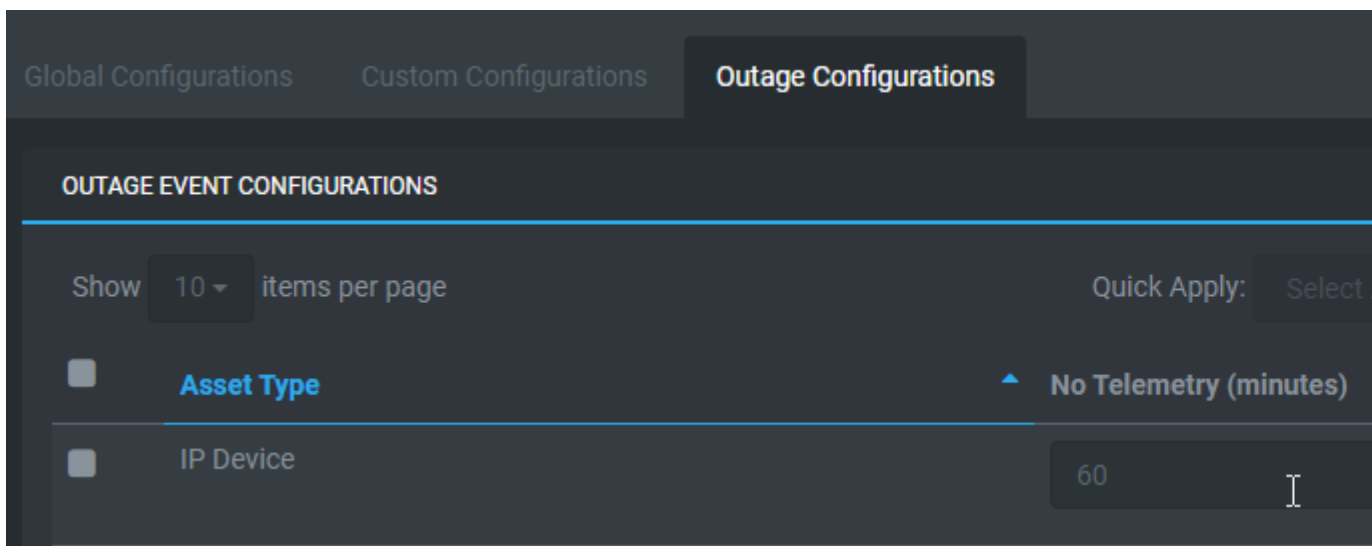 Global Configurations Custom Configurations Outage Configurations
OUTAGE EVENT CONFIGURATIONS
Show 10 items per page Quick Apply: Select
Asset Type No Telemetry (minutes)
IP Device 60